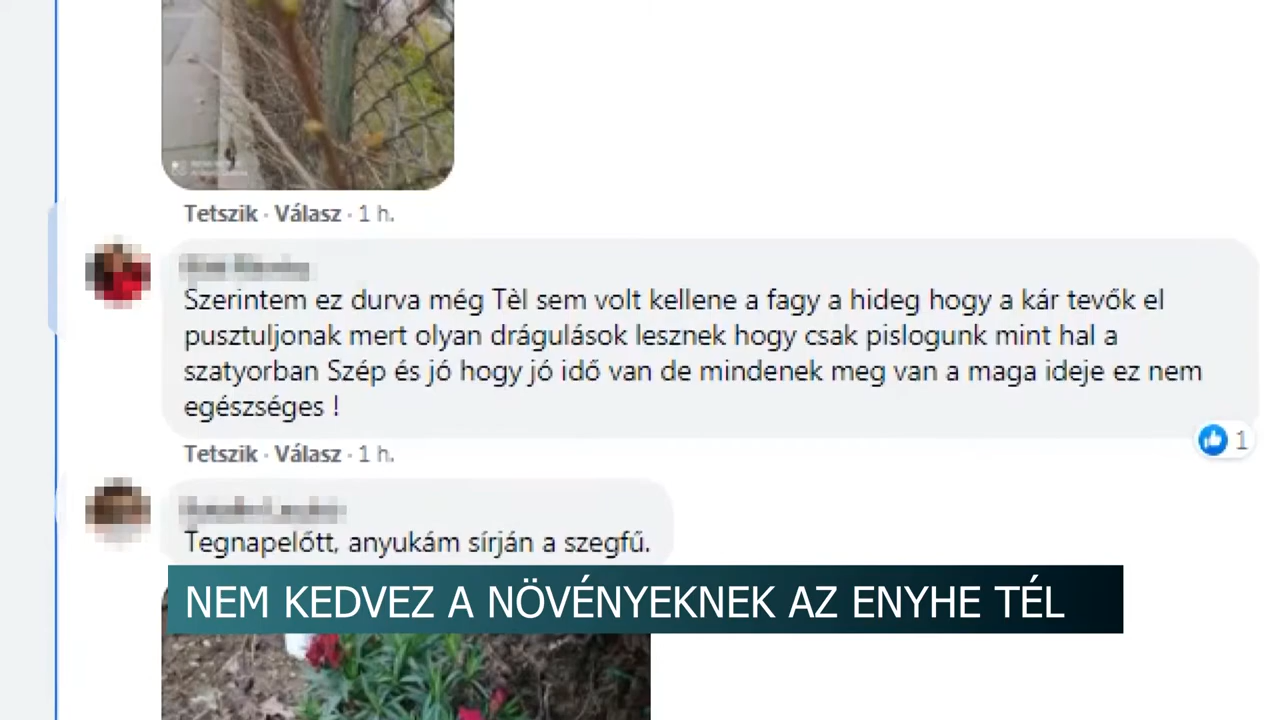 Tetszik · Válasz · 1 h.
Szerintem ez durva még Tèl sem volt kellene a fagy a hideg hogy a kár tevők el
pusztuljonak mert olyan drágulások lesznek hogy csak pislogunk mint hal a
szatyorban Szép és jó hogy jó idő van de mindenek meg van a maga ideje ez nem
egészséges !
1
Tetszik · Válasz · 1 h.
Tegnapelőtt, anyukám sírján a szegfű.
NEM KEDVEZ A NÖVÉNYEKNEK AZ ENYHE TÉL